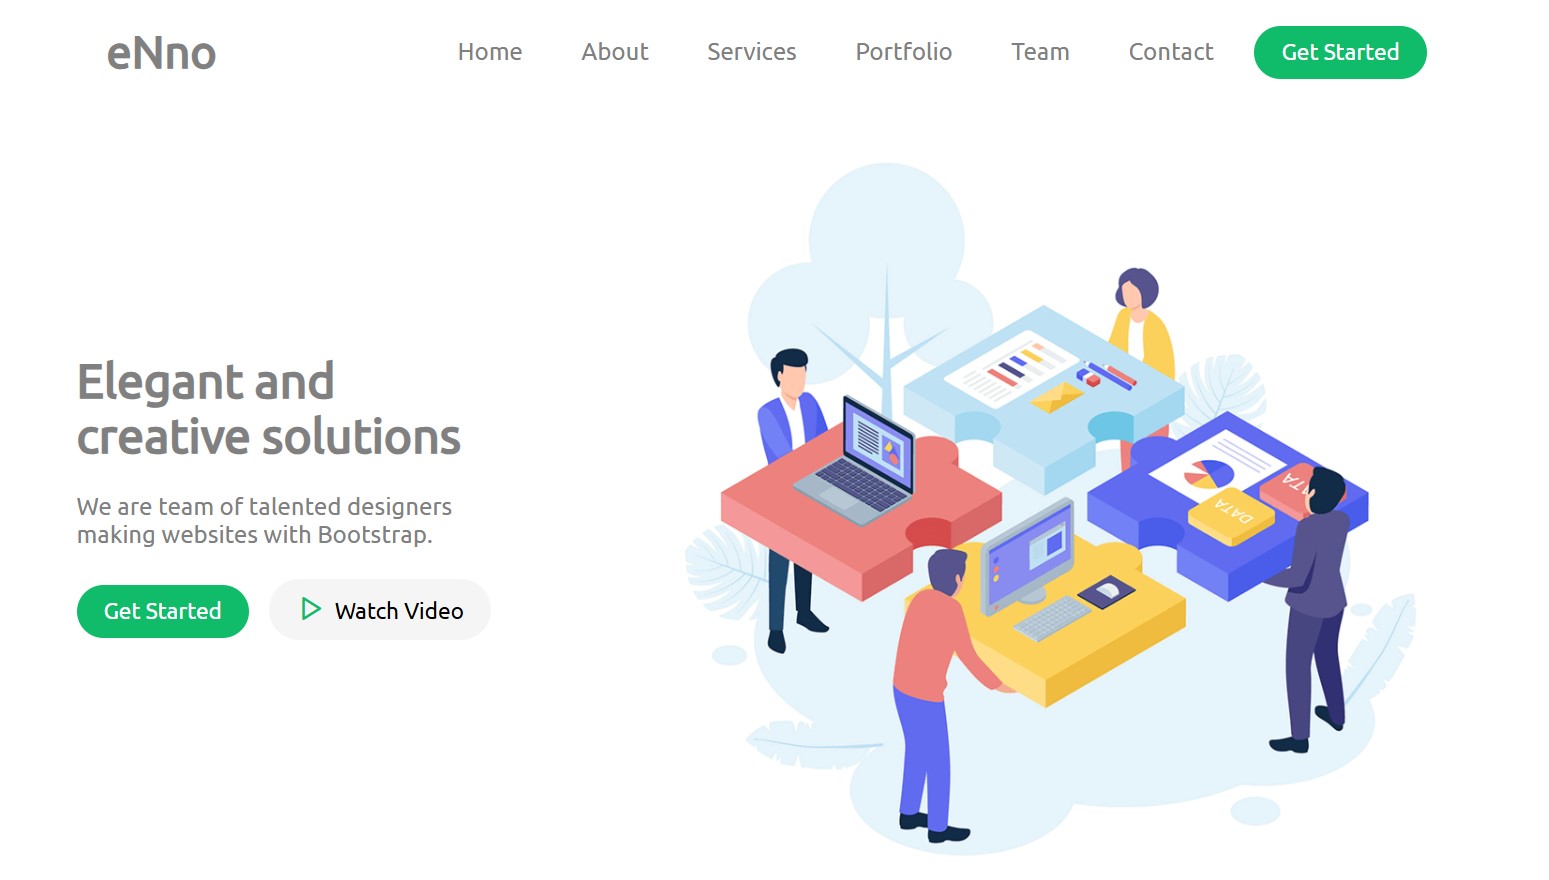 eNno
Home About Services Portfolio Team Contact Get Started
Elegant and
creative solutions
We are team of talented designers
making websites with Bootstrap.
Get Started Watch Video
DATA
DATA